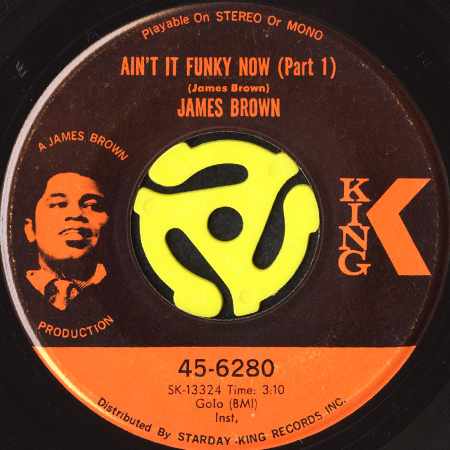 Playable On STEREO Or MONO
AIN'T IT FUNKY NOW (Part 1)
(James Brown)
JAMES BROWN
A JAMES BROWN
PRODUCTION
KING
45-6280
SK-13324 Time: 3:10
Golo (BMI)
Inst,
Distributed By STARDAY-KING RECORDS INC.